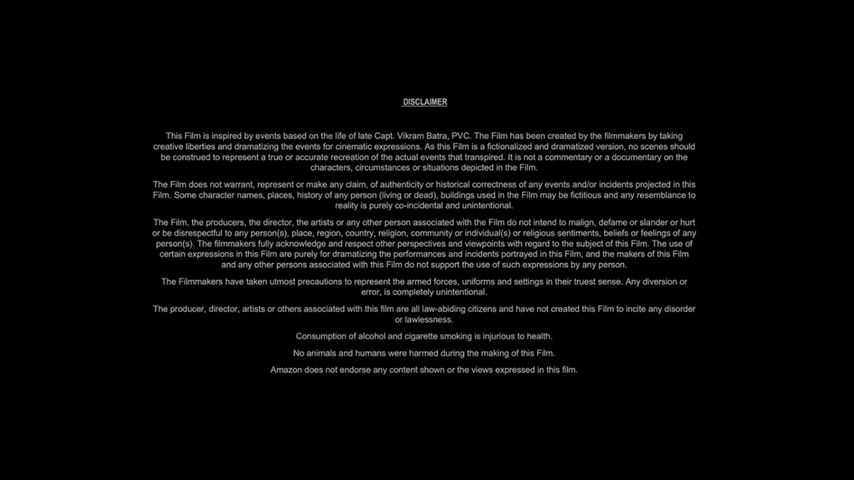 DISCLAIMER
This Film is inspired by events based on the life of late Capt. Vikram Batra, PVC. The Film has been created by the filmmakers by taking
creative liberties and dramatizing the events for cinematic expressions. As this Film is a fictionalized and dramatized version, no scenes should
be construed to represent a true or accurate recreation of the actual events that transpired. It is not a commentary or a documentary on the
characters, circumstances or situations depicted in the Film.
The Film does not warrant, represent or make any claim, of authenticity or historical correctness of any events and/or incidents projected in this
Film. Some character names, places, history of any person (living or dead), buildings used in the Film may be fictitious and any resemblance to
reality is purely co-incidental and unintentional.
The Film, the producers, the director, the artists or any other person associated with the Film do not intend to malign, defame or slander or hurt
or be disrespectful to any person(s), place, region, country, religion, community or individual(s) or religious sentiments, beliefs or feelings of any
person(s). The filmmakers fully acknowledge and respect other perspectives and viewpoints with regard to the subject of this Film. The use of
certain expressions in this Film are purely for dramatizing the performances and incidents portrayed in this Film, and the makers of this Film
and any other persons associated with this Film do not support the use of such expressions by any person.
The Filmmakers have taken utmost precautions to represent the armed forces, uniforms and settings in their truest sense. Any diversion or
error, is completely unintentional.
The producer, director, artists or others associated with this film are all law-abiding citizens and have not created this Film to incite any disorder
or lawlessness.
Consumption of alcohol and cigarette smoking is injurious to health.
No animals and humans were harmed during the making of this Film.
Amazon does not endorse any content shown or the views expressed in this film.